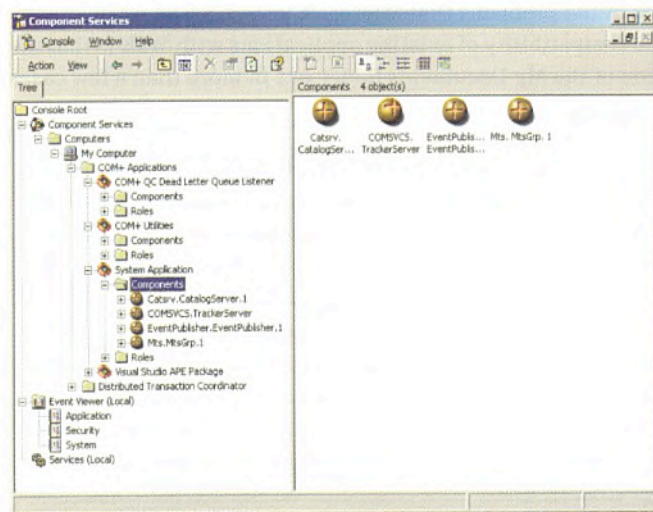 Component Services
Console Window Help
Action View
Tree
Components 4 object(s)
Console Root
Component Services
Computers
My Computer
COM+ Applications
COM+ QC Dead Letter Queue Listener
Components
Roles
COM+ Utilities
Components
Roles
System Application
Components
Catsrv.CatalogServer.1
COMSVCS.TrackerServer
EventPublisher.EventPublisher.1
Mts.MtsGrp.1
Roles
Visual Studio APE Package
Distributed Transaction Coordinator
Event Viewer (Local)
Application
Security
System
Services (Local)
Catsrv. COMSVCS. EventPublis... Mts. MtsGrp. 1
CatalogSer... TrackerServer EventPublis...